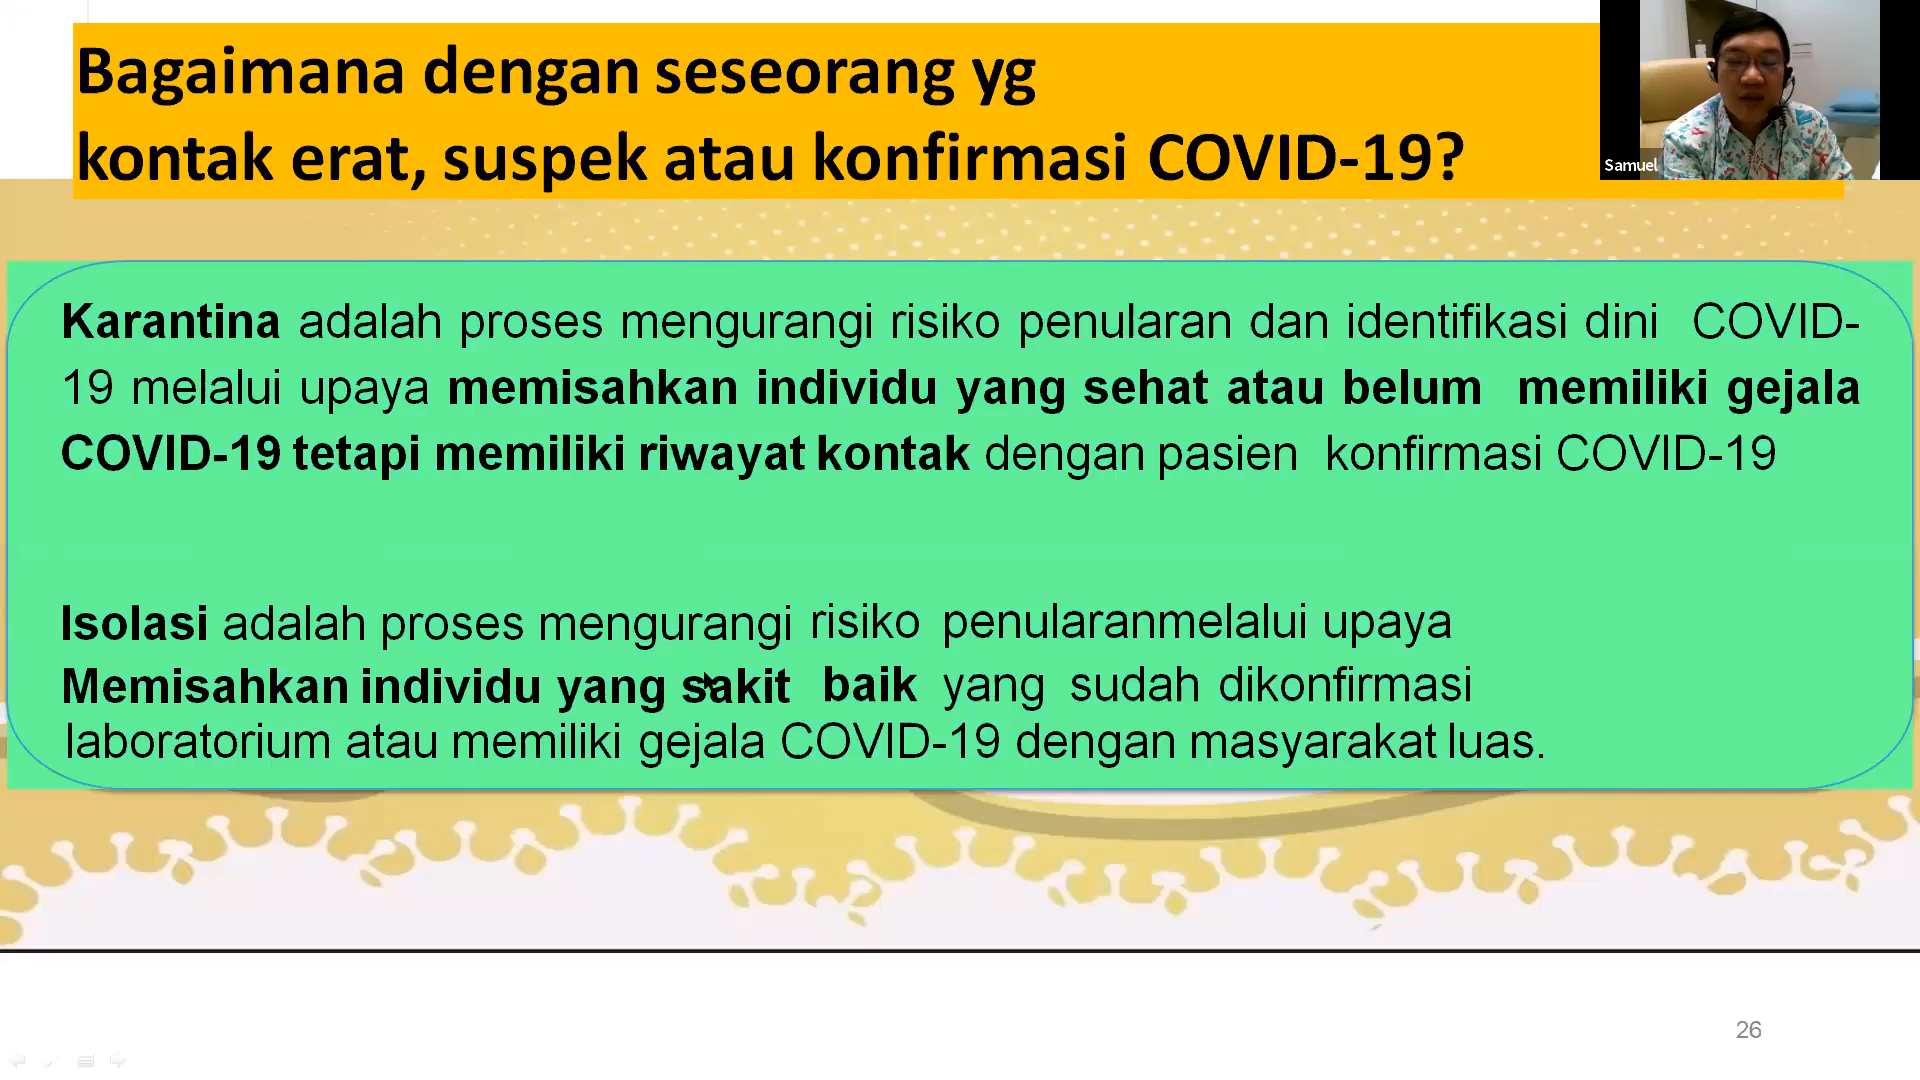 Bagaimana dengan seseorang yg
kontak erat, suspek atau konfirmasi COVID-19?
Samuel
Karantina adalah proses mengurangi risiko penularan dan identifikasi dini COVID-
19 melalui upaya memisahkan individu yang sehat atau belum memiliki gejala
COVID-19 tetapi memiliki riwayat kontak dengan pasien konfirmasi COVID-19
Isolasi adalah proses mengurangi risiko penularanmelalui upaya
Memisahkan individu yang sakit baik yang sudah dikonfirmasi
laboratorium atau memiliki gejala COVID-19 dengan masyarakat luas.
26